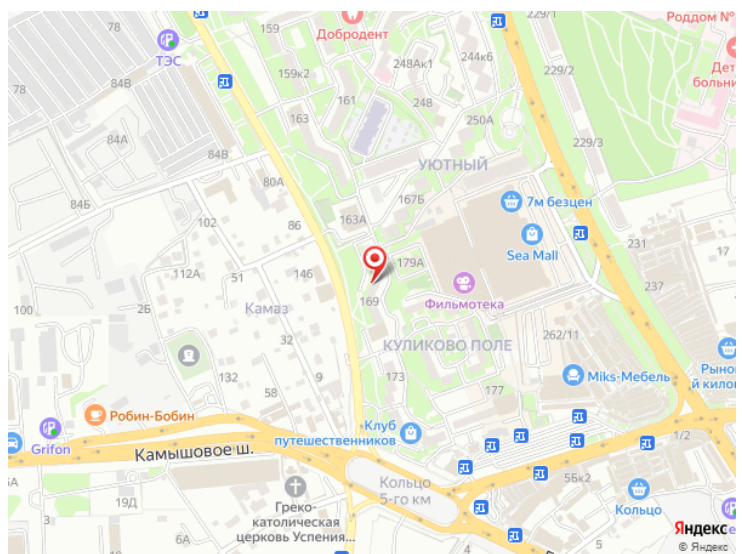 78
ТЭС
84В
78
84А
84В
84Б
159к2
161
163
Добродент
248Ак1
248
244к6
250А
229/1
229/2
229/3
Роддом №
Дет
больни
УЮТНЫЙ
80А
102
86
163А
167Б
7м безцен
Sea Mall
231
17
237
112А
51
146
179А
169
Фильмотека
100
2Б
Камаз
32
КУЛИКОВО ПОЛЕ
262/11
132
58
9
173
177
Miks-Мебель
Рыно
й кило
Робин-Бобин
Grifon
Клуб
путешественников
Камышовое ш.
1/2
6А
19Д
Кольцо
5-го км
55к2
Кольцо
Греко-
католическая
церковь Успения...
Яндекс
© Яндекс